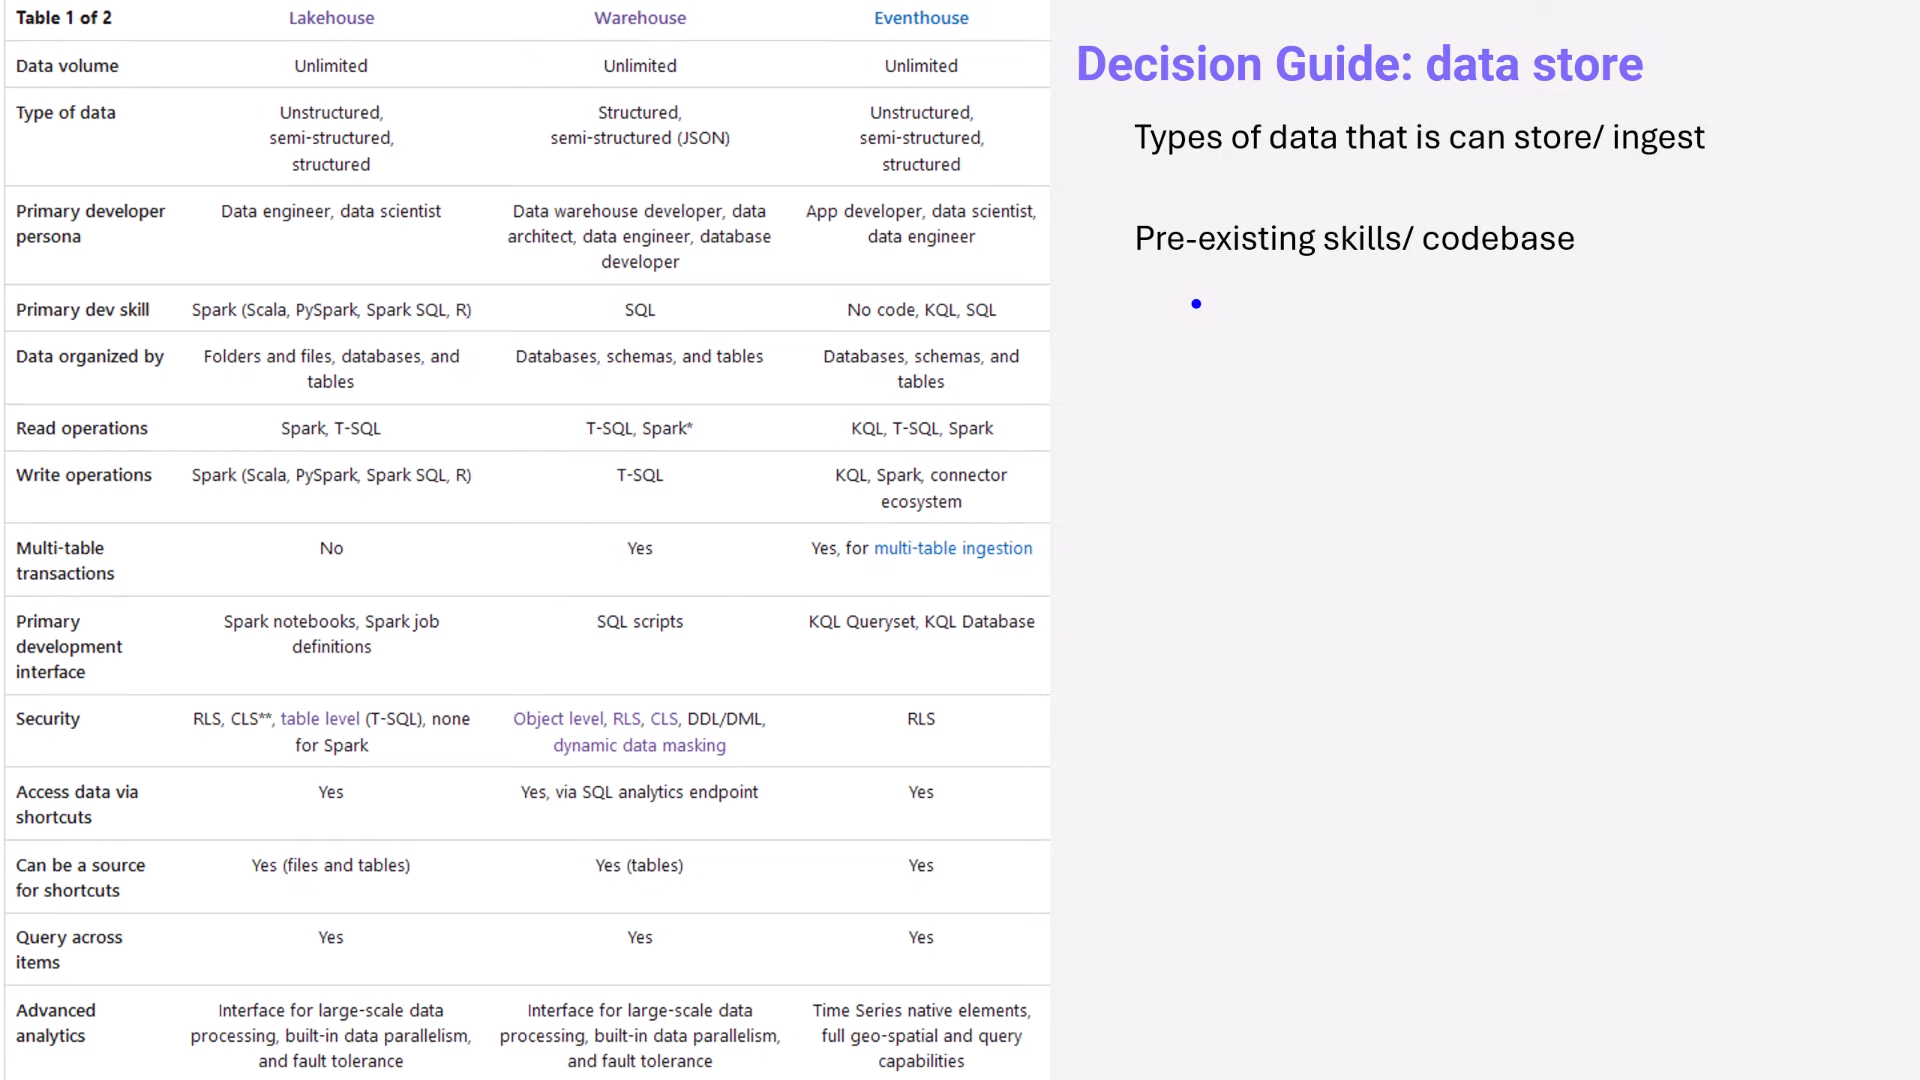 Table 1 of 2 Lakehouse Warehouse Eventhouse
Data volume Unlimited Unlimited Unlimited
Type of data Unstructured, Structured, Unstructured,
semi-structured, semi-structured (JSON) semi-structured,
structured structured
Primary developer Data engineer, data scientist Data warehouse developer, data App developer, data scientist,
persona architect, data engineer, database data engineer
developer
Primary dev skill Spark (Scala, PySpark, Spark SQL, R) SQL No code, KQL, SQL
Data organized by Folders and files, databases, and Databases, schemas, and tables Databases, schemas, and
tables tables
Read operations Spark, T-SQL T-SQL, Spark* KQL, T-SQL, Spark
Write operations Spark (Scala, PySpark, Spark SQL, R) T-SQL KQL, Spark, connector
ecosystem
Multi-table No Yes Yes, for multi-table ingestion
transactions
Primary Spark notebooks, Spark job SQL scripts KQL Queryset, KQL Database
development definitions
interface
Security RLS, CLS**, table level (T-SQL), none Object level, RLS, CLS, DDL/DML, RLS
for Spark dynamic data masking
Access data via Yes Yes, via SQL analytics endpoint Yes
shortcuts
Can be a source Yes (files and tables) Yes (tables) Yes
for shortcuts
Query across Yes Yes Yes
items
Advanced Interface for large-scale data Interface for large-scale data Time Series native elements,
analytics processing, built-in data parallelism, processing, built-in data parallelism, full geo-spatial and query
and fault tolerance and fault tolerance capabilities
Decision Guide: data store
Types of data that is can store/ ingest
Pre-existing skills/ codebase